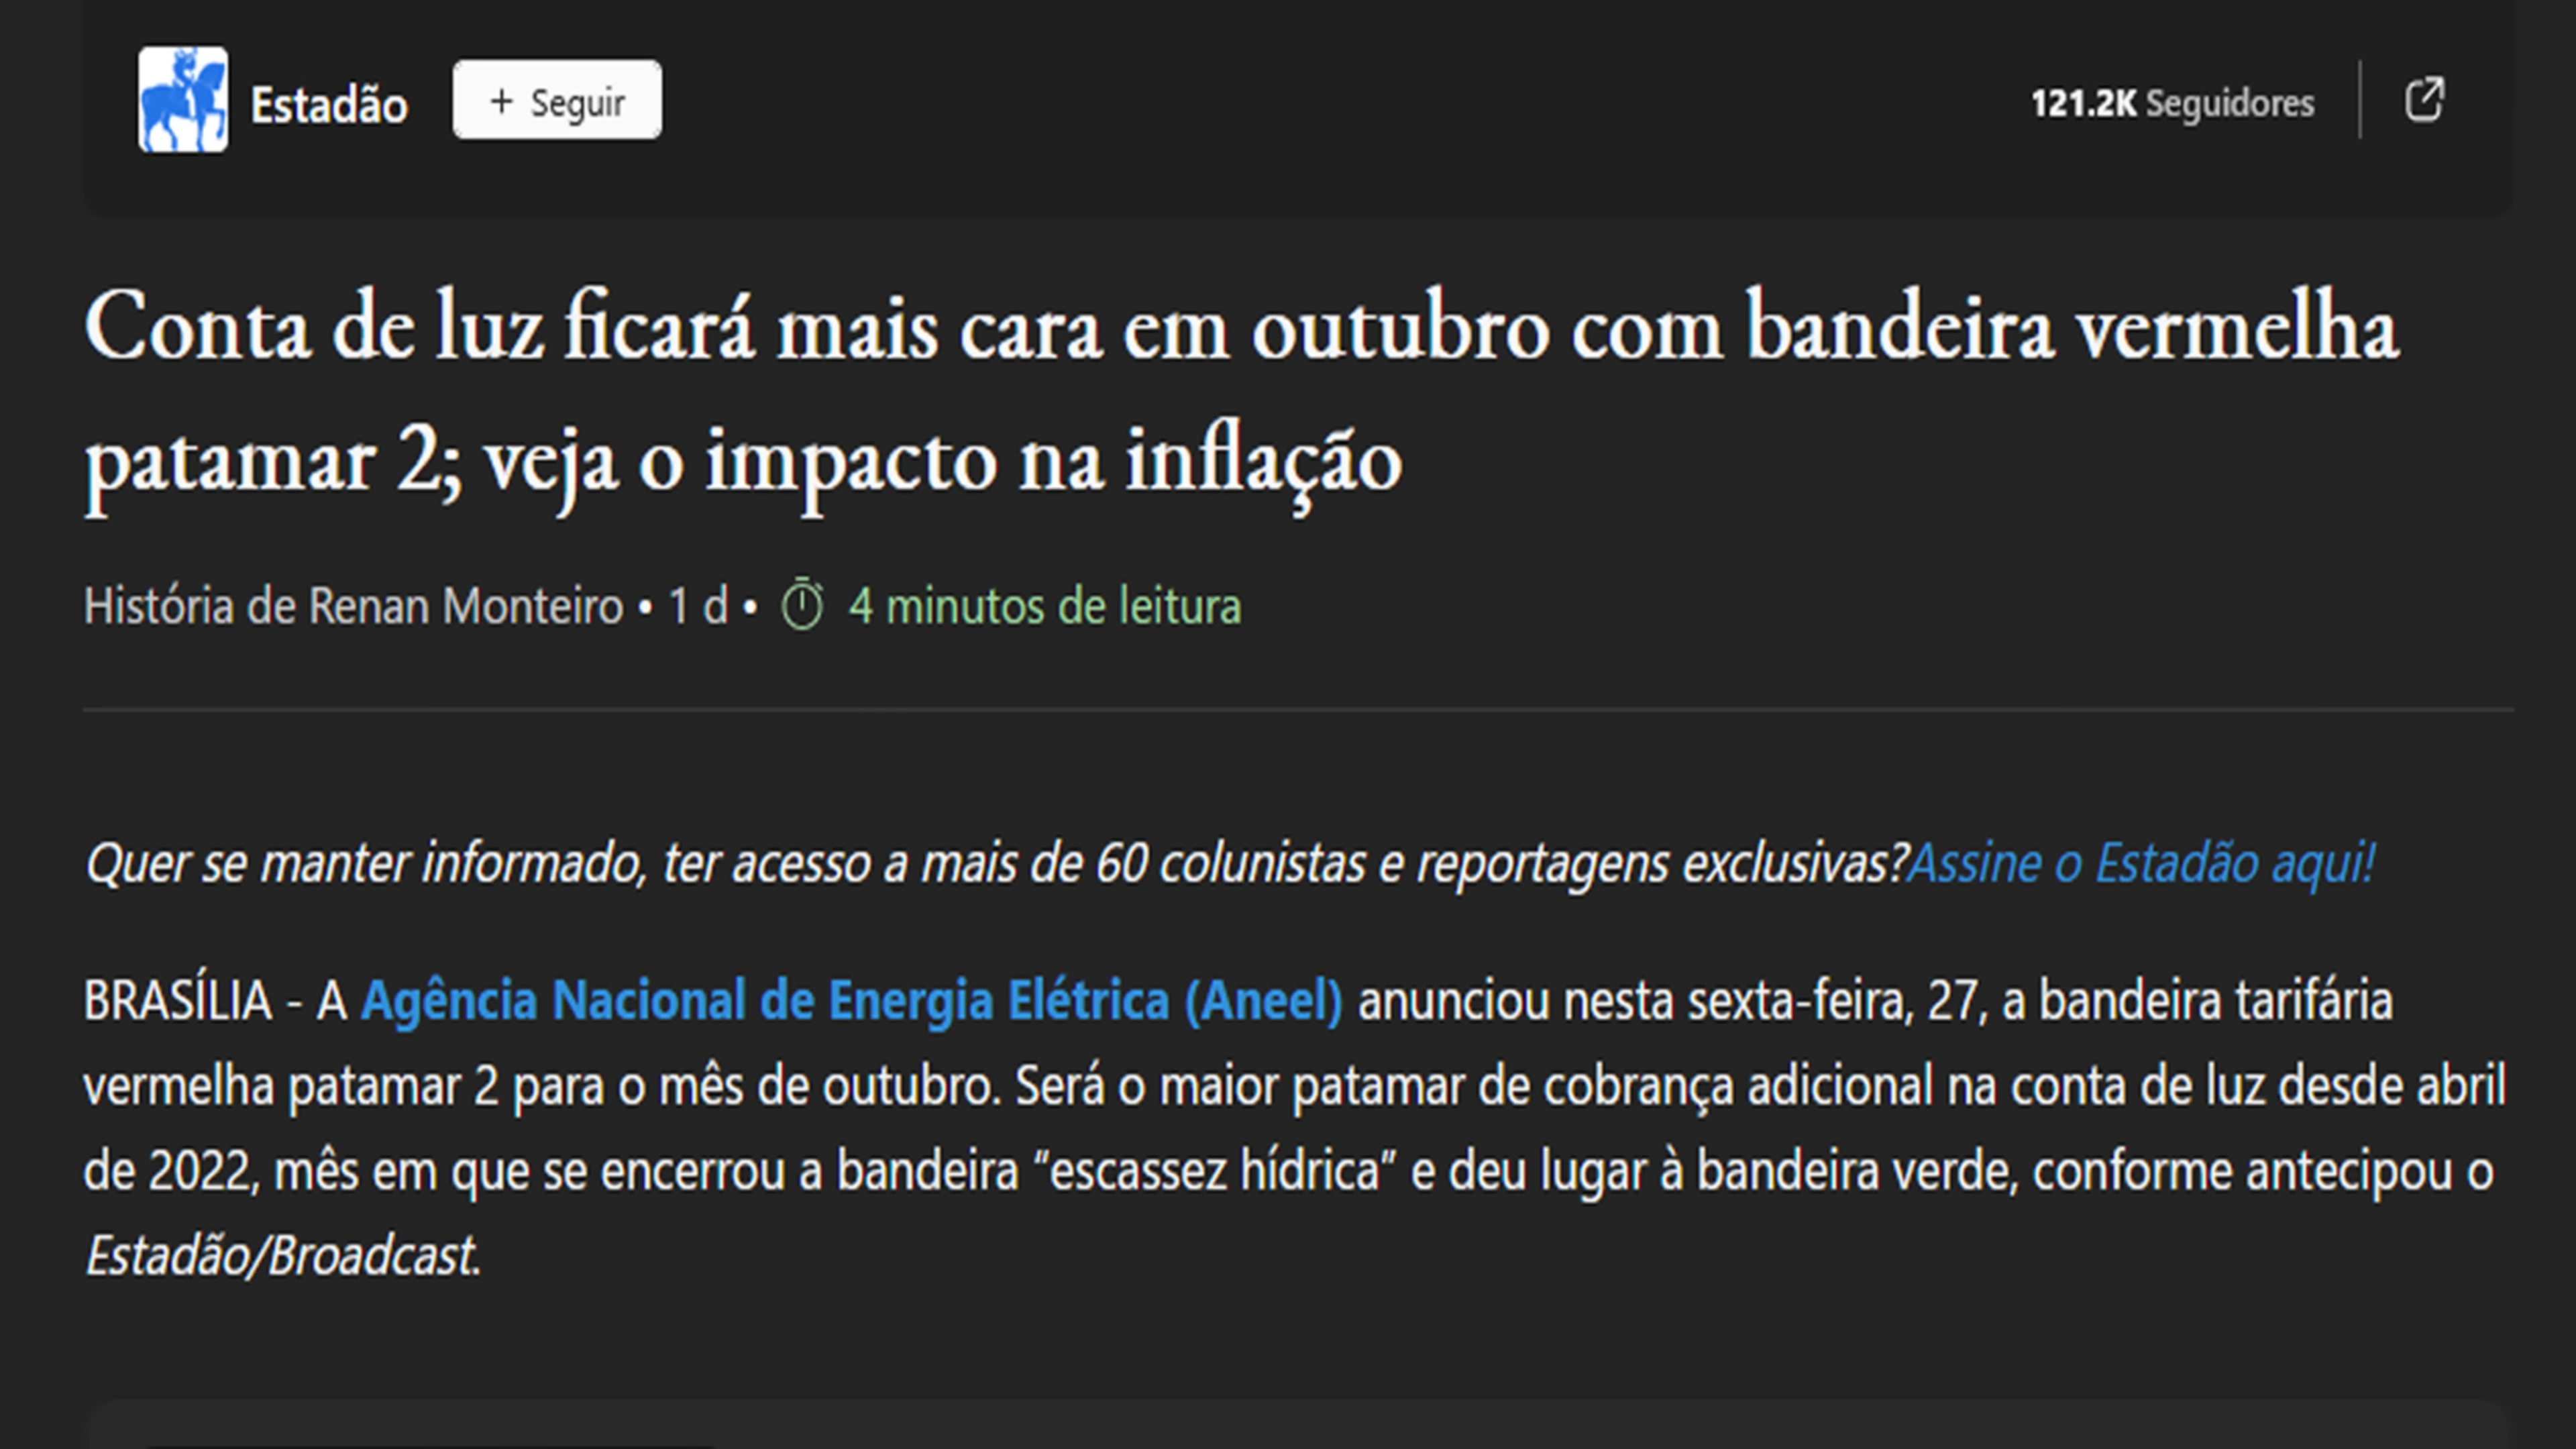 Estadão
+ Seguir
121.2K Seguidores
Conta de luz ficará mais cara em outubro com bandeira vermelha
patamar 2; veja o impacto na inflação
História de Renan Monteiro • 1 d • 4 minutos de leitura
Quer se manter informado, ter acesso a mais de 60 colunistas e reportagens exclusivas?Assine o Estadão aqui!
BRASÍLIA - A Agência Nacional de Energia Elétrica (Aneel) anunciou nesta sexta-feira, 27, a bandeira tarifária
vermelha patamar 2 para o mês de outubro. Será o maior patamar de cobrança adicional na conta de luz desde abril
de 2022, mês em que se encerrou a bandeira “escassez hídrica” e deu lugar à bandeira verde, conforme antecipou o
Estadão/Broadcast.